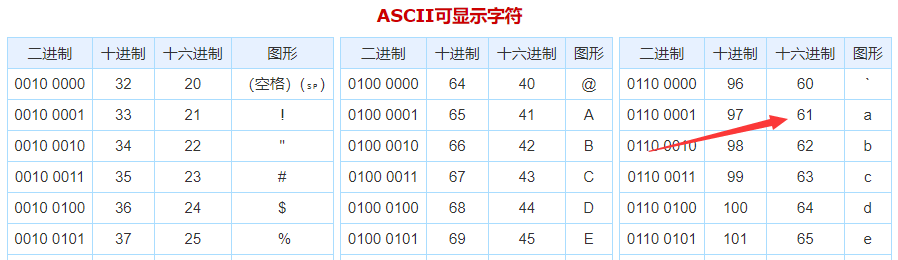 ASCII可显示字符
二进制 十进制 十六进制 图形 二进制 十进制 十六进制 图形 二进制 十进制 十六进制 图形
0010 0000 32 20 (空格) (␠) 0100 0000 64 40 @ 0110 0000 96 60 `
0010 0001 33 21 ! 0100 0001 65 41 A 0110 0001 97 61 a
0010 0010 34 22 " 0100 0010 66 42 B 0110 0010 98 62 b
0010 0011 35 23 # 0100 0011 67 43 C 0110 0011 99 63 c
0010 0100 36 24 $ 0100 0100 68 44 D 0110 0100 100 64 d
0010 0101 37 25 % 0100 0101 69 45 E 0110 0101 101 65 e